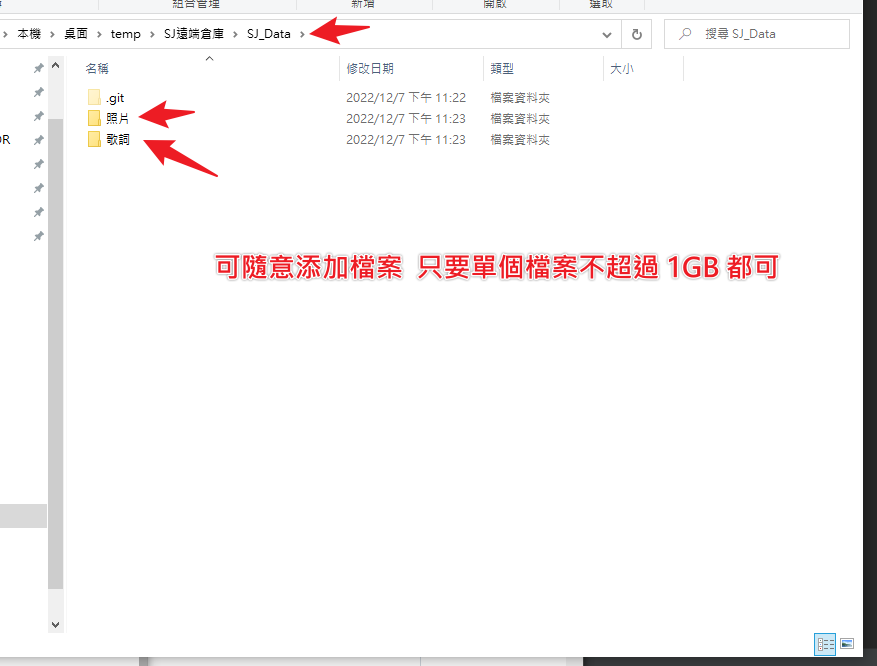 組合管理 新增 開啟 選取
本機 桌面 temp SJ遠端倉庫 SJ_Data
搜尋 SJ_Data
名稱 修改日期 類型 大小
.git 2022/12/7 下午 11:22 檔案資料夾
照片 2022/12/7 下午 11:23 檔案資料夾
歌詞 2022/12/7 下午 11:23 檔案資料夾
可隨意添加檔案 只要單個檔案不超過 1GB 都可